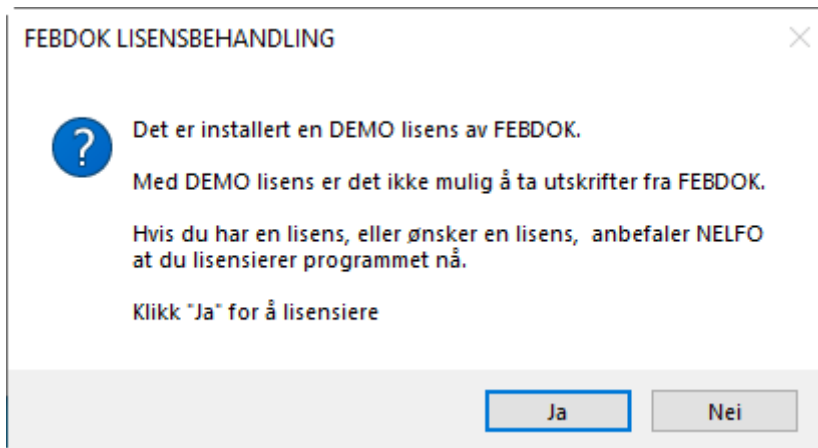 FEBDOK LISENSBEHANDLING
Det er installert en DEMO lisens av FEBDOK.
Med DEMO lisens er det ikke mulig å ta utskrifter fra FEBDOK.
Hvis du har en lisens, eller ønsker en lisens,  anbefaler NELFO
at du lisensierer programmet nå.
Klikk "Ja" for å lisensiere
Ja
Nei